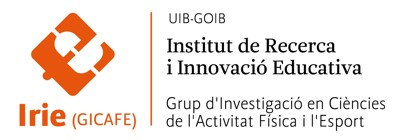 UIB-GOIB
Institut de Recerca
i Innovació Educativa
Irie (GICAFE)
Grup d'Investigació en Ciències
de l'Activitat Física i l'Esport